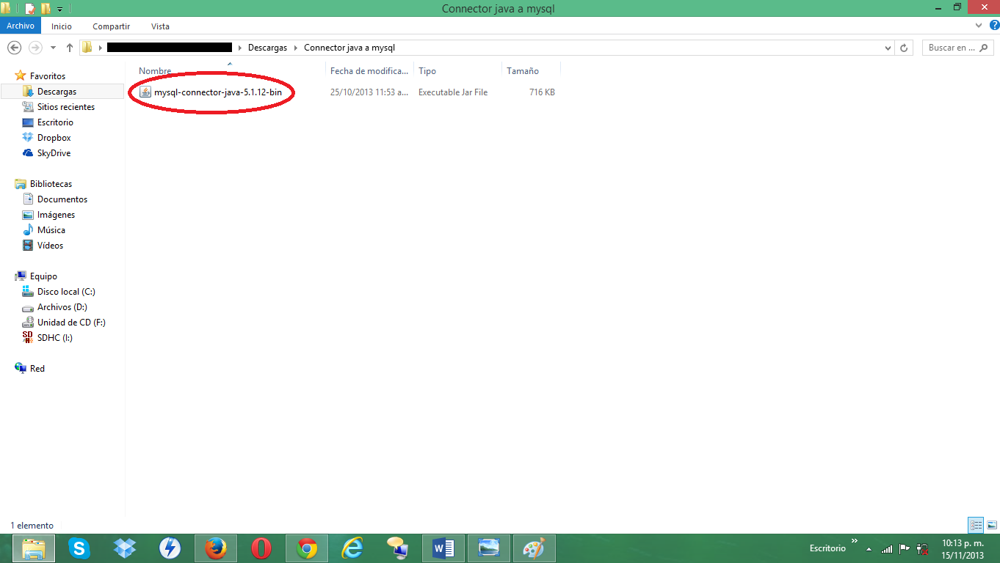 Connector java a mysql
Archivo Inicio Compartir Vista
Descargas Connector java a mysql Buscar en ...
Nombre Fecha de modifica... Tipo Tamaño
mysql-connector-java-5.1.12-bin 25/10/2013 11:53 a... Executable Jar File 716 KB
Favoritos
Descargas
Sitios recientes
Escritorio
Dropbox
SkyDrive
Bibliotecas
Documentos
Imágenes
Música
Vídeos
Equipo
Disco local (C:)
Archivos (D:)
Unidad de CD (F:)
SDHC (I:)
Red
1 elemento
Escritorio
10:13 p. m.
15/11/2013